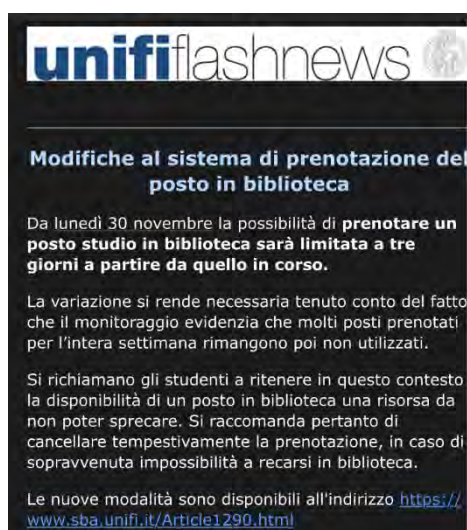 unififlashnews
Modifiche al sistema di prenotazione del
posto in biblioteca
Da lunedì 30 novembre la possibilità di prenotare un
posto studio in biblioteca sarà limitata a tre
giorni a partire da quello in corso.
La variazione si rende necessaria tenuto conto del fatto
che il monitoraggio evidenzia che molti posti prenotati
per l'intera settimana rimangono poi non utilizzati.
Si richiamano gli studenti a ritenere in questo contesto
la disponibilità di un posto in biblioteca una risorsa da
non poter sprecare. Si raccomanda pertanto di
cancellare tempestivamente la prenotazione, in caso di
sopravvenuta impossibilità a recarsi in biblioteca.
Le nuove modalità sono disponibili all'indirizzo https://
www.sba.unifi.it/Article1290.html